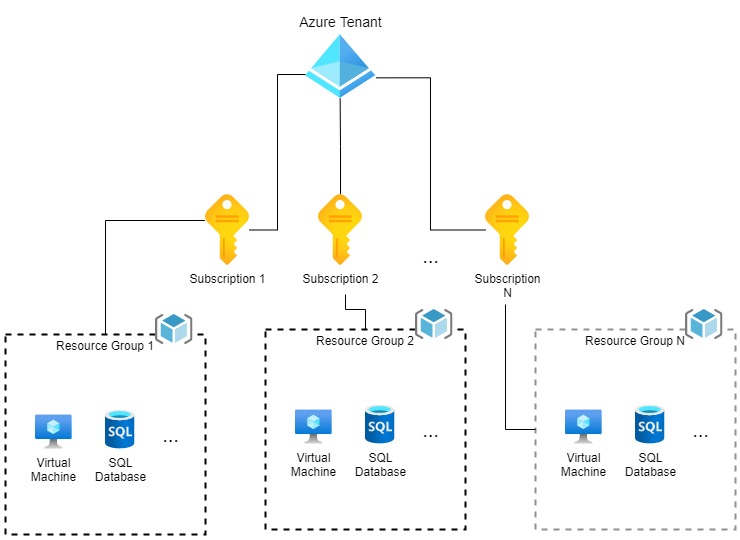 Azure Tenant
Subscription 1
Subscription 2
...
Subscription
N
Resource Group 1
Resource Group 2
Resource Group N
SQL
...
Virtual
Machine
SQL
Database
SQL
...
Virtual
Machine
SQL
Database
SQL
...
Virtual
Machine
SQL
Database